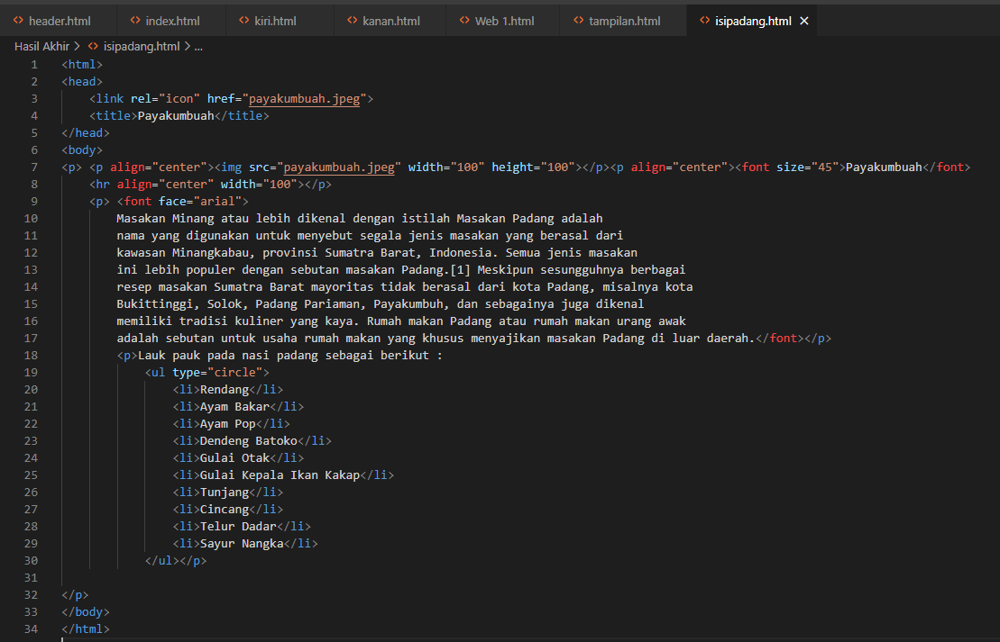 header.html index.html kiri.html kanan.html Web 1.html tampilan.html isipadang.html
Hasil Akhir > isipadang.html > ...
1 <html>
2 <head>
3 <link rel="icon" href="payakumbuah.jpeg">
4 <title>Payakumbuah</title>
5 </head>
6 <body>
7 <p> <p align="center"><img src="payakumbuah.jpeg" width="100" height="100"></p><p align="center"><font size="45">Payakumbuah</font>
8 <hr align="center" width="100"></p>
9 <p> <font face="arial">
10 Masakan Minang atau lebih dikenal dengan istilah Masakan Padang adalah
11 nama yang digunakan untuk menyebut segala jenis masakan yang berasal dari
12 kawasan Minangkabau, provinsi Sumatra Barat, Indonesia. Semua jenis masakan
13 ini lebih populer dengan sebutan masakan Padang.[1] Meskipun sesungguhnya berbagai
14 resep masakan Sumatra Barat mayoritas tidak berasal dari kota Padang, misalnya kota
15 Bukittinggi, Solok, Padang Pariaman, Payakumbuh, dan sebagainya juga dikenal
16 memiliki tradisi kuliner yang kaya. Rumah makan Padang atau rumah makan urang awak
17 adalah sebutan untuk usaha rumah makan yang khusus menyajikan masakan Padang di luar daerah.</font></p>
18 <p>Lauk pauk pada nasi padang sebagai berikut :
19 <ul type="circle">
20 <li>Rendang</li>
21 <li>Ayam Bakar</li>
22 <li>Ayam Pop</li>
23 <li>Dendeng Batoko</li>
24 <li>Gulai Otak</li>
25 <li>Gulai Kepala Ikan Kakap</li>
26 <li>Tunjang</li>
27 <li>Cincang</li>
28 <li>Telur Dadar</li>
29 <li>Sayur Nangka</li>
30 </ul></p>
31
32 </p>
33 </body>
34 </html>